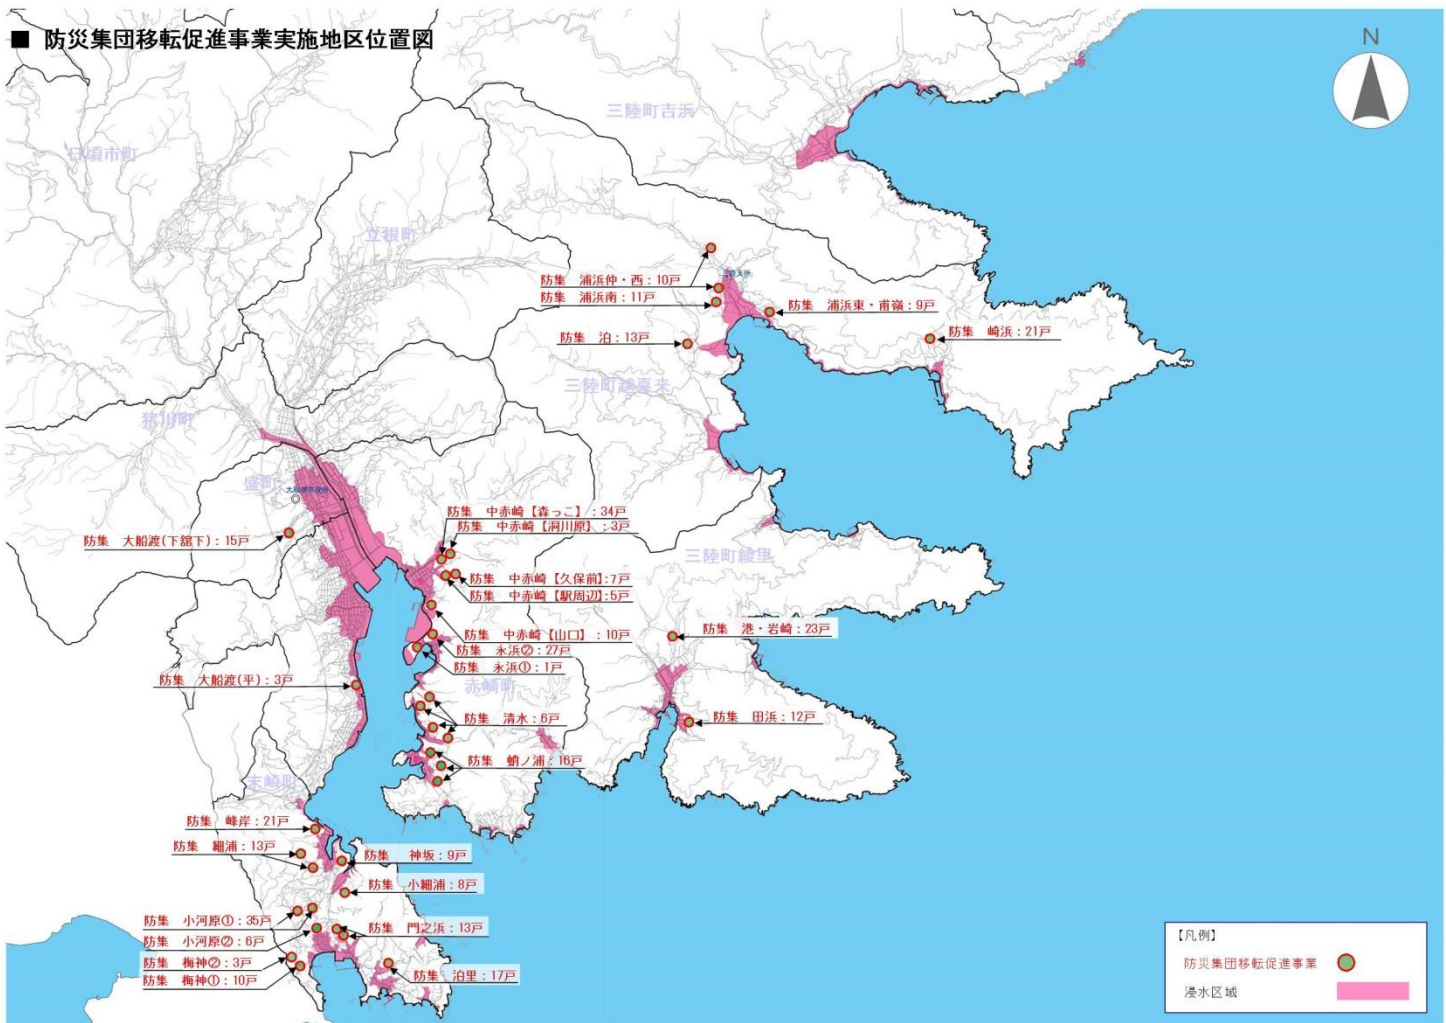 ■ 防災集団移転促進事業実施地区位置図
N
三陸町吉浜
日頃市町
立根町
防集 浦浜仲・西：10戸
三陸支所
防集 浦浜南：11戸
防集 浦浜東・甫嶺：9戸
防集 泊：13戸
防集 崎浜：21戸
三陸町越喜来
猪川町
盛町
大船渡市役所
防集 中赤崎【森っこ】：34戸
防集 中赤崎【洞川原】：3戸
防集 大船渡(下舘下)：15戸
三陸町綾里
防集 中赤崎【久保前】：7戸
防集 中赤崎【駅周辺】：5戸
防集 中赤崎【山口】：10戸
防集 港・岩崎：23戸
防集 永浜②：27戸
防集 永浜①：1戸
防集 大船渡(平)：3戸
赤崎町
防集 清水：6戸
防集 田浜：12戸
防集 蛸ノ浦：16戸
末崎町
防集 峰岸：21戸
防集 細浦：13戸
防集 神坂：9戸
防集 小細浦：8戸
防集 小河原①：35戸
防集 門之浜：13戸
防集 小河原②：6戸
防集 梅神②：3戸
防集 梅神①：10戸
防集 泊里：17戸
【凡例】
防災集団移転促進事業
浸水区域